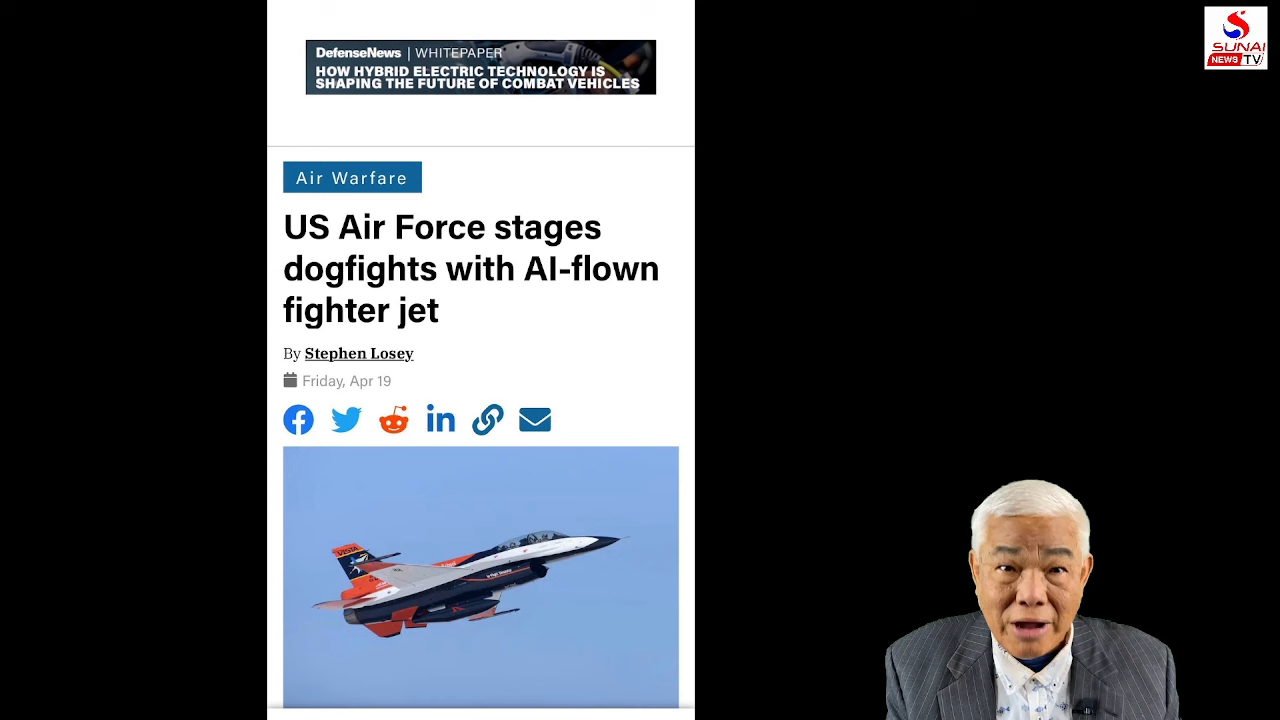 DefenseNews | WHITEPAPER
HOW HYBRID ELECTRIC TECHNOLOGY IS
SHAPING THE FUTURE OF COMBAT VEHICLES
SUNAI
NEWS TV
Air Warfare
US Air Force stages
dogfights with AI-flown
fighter jet
By Stephen Losey
Friday, Apr 19
VISTA